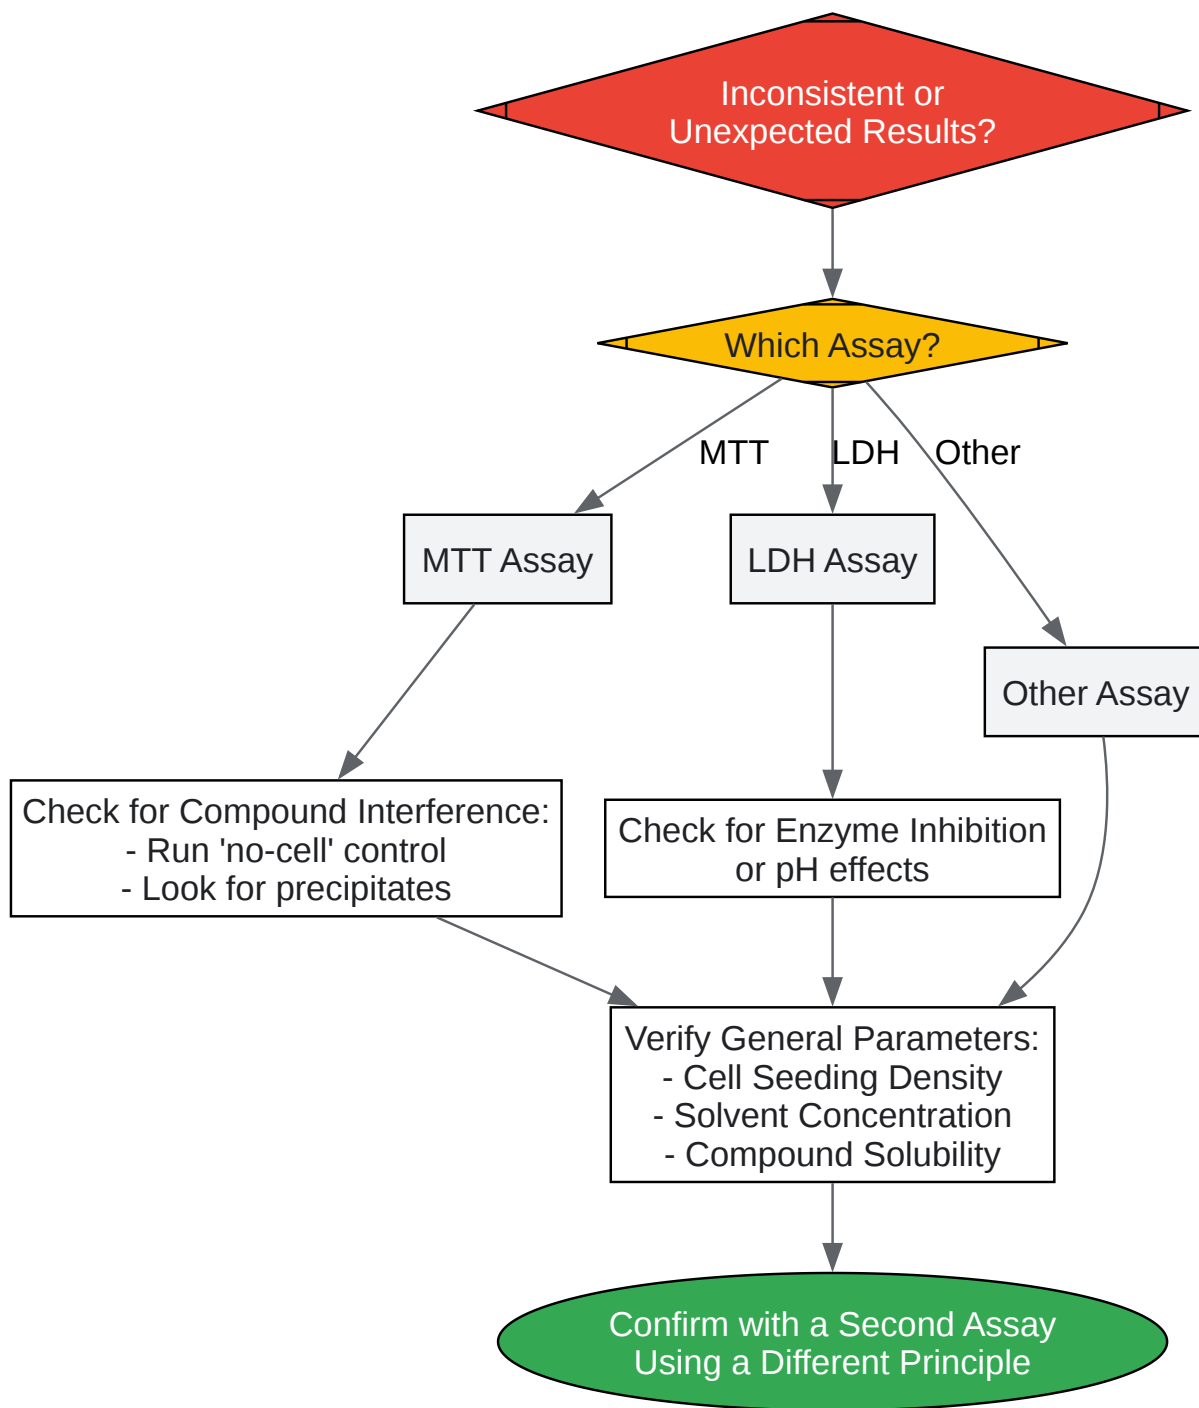 Inconsistent or
Unexpected Results?
Which Assay?
MTT
LDH
Other
MTT Assay
LDH Assay
Other Assay
Check for Compound Interference:
- Run 'no-cell' control
- Look for precipitates
Check for Enzyme Inhibition
or pH effects
Verify General Parameters:
- Cell Seeding Density
- Solvent Concentration
- Compound Solubility
Confirm with a Second Assay
Using a Different Principle